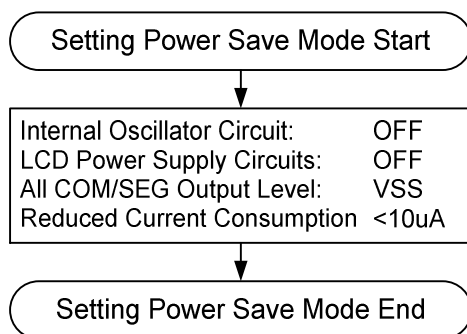 Setting Power Save Mode Start
Internal Oscillator Circuit: OFF
LCD Power Supply Circuits: OFF
All COM/SEG Output Level: VSS
Reduced Current Consumption <10uA
Setting Power Save Mode End